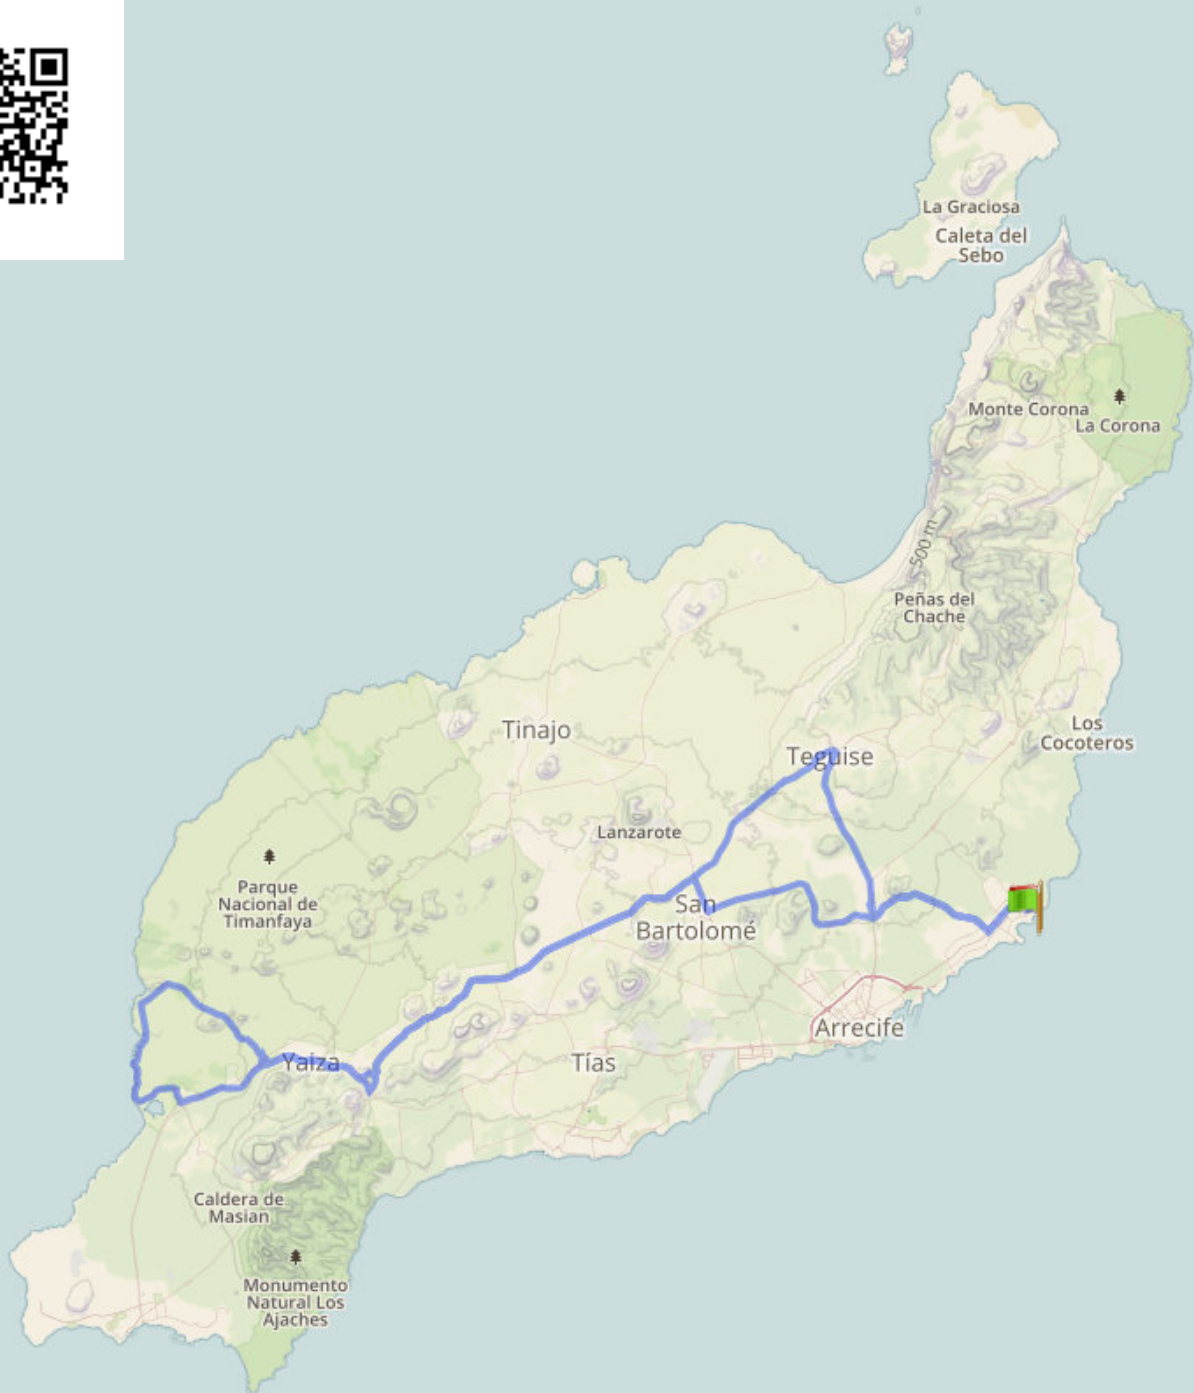 La Graciosa
Caleta del
Sebo
Monte Corona
La Corona
500 m
Peñas del
Chache
Los
Cocoteros
Tinajo
Teguise
Lanzarote
Parque
Nacional de
Timanfaya
San
Bartolomé
Arrecife
Yaiza
Tías
Caldera de
Masian
Monumento
Natural Los
Ajaches